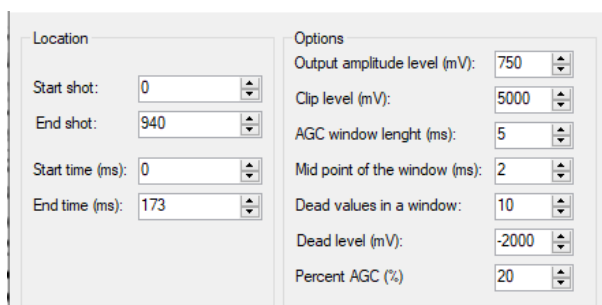 Location
Start shot: 0
End shot: 940
Start time (ms): 0
End time (ms): 173
Options
Output amplitude level (mV): 750
Clip level (mV): 5000
AGC window lenght (ms): 5
Mid point of the window (ms): 2
Dead values in a window: 10
Dead level (mV): -2000
Percent AGC (%) 20